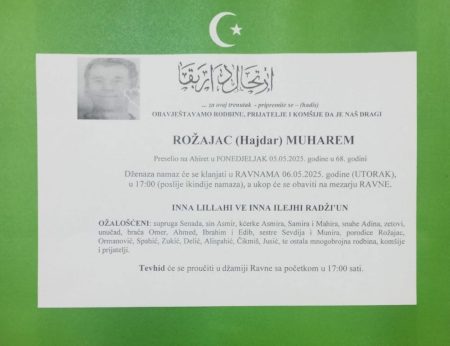 ... za ovaj trenutak - pripremite se – (hadis)
OBAVJEŠTAVAMO RODBINU, PRIJATELJE I KOMŠIJE DA JE NAŠ DRAGI
ROŽAJAC (Hajdar) MUHAREM
Preselio na Ahiret u PONEDJELJAK 05.05.2025. godine u 68. godini
Dženaza namaz će se klanjati u RAVNAMA 06.05.2025. godine (UTORAK),
u 17:00 (poslije ikindije namaza), a ukop će se obaviti na mezarju RAVNE.
INNA LILLAHI VE INNA ILEJHI RADŽI'UN
OŽALOŠĆENI: supruga Senada, sin Asmir, kćerke Asmira, Samira i Mahira, snahe Adina, zetovi,
unučad, braća Omer, Ahmed, Ibrahim i Edib, sestre Sevdija i Munira, porodice Rožajac,
Ormanović, Spahić, Zukić, Delić, Alispahić, Čikmiš, Jusić, te ostala mnogobrojna rodbina, komšije
i prijatelji.
Tevhid će se proučiti u džamiji Ravne sa početkom u 17:00 sati.